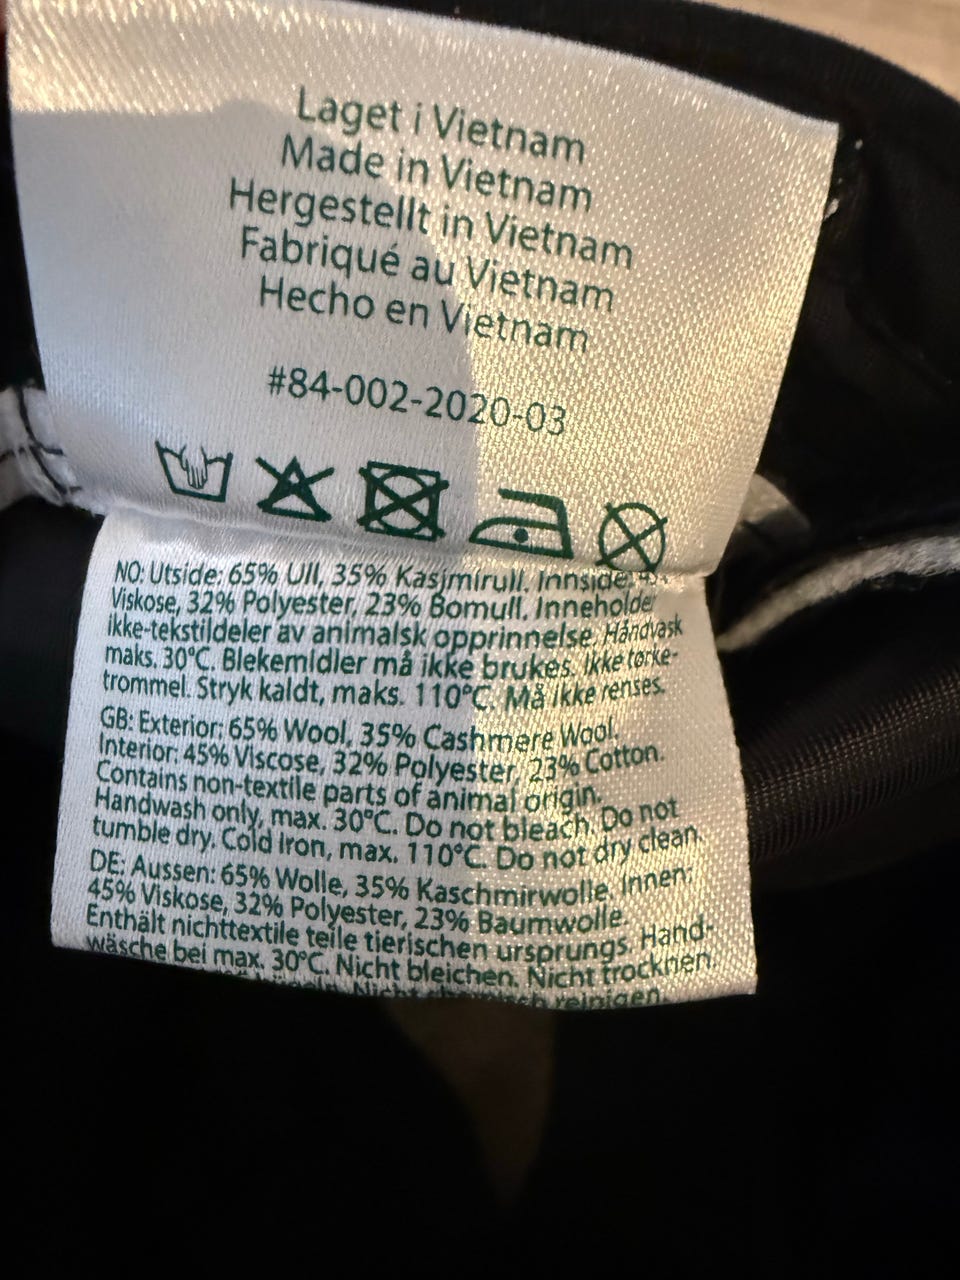 Laget i Vietnam
Made in Vietnam
Hergestellt in Vietnam
Fabriqué au Vietnam
Hecho en Vietnam
#84-002-2020-03
NO: Utside: 65% Ull, 35% Kasjmirull. Innside:
Viskose, 32% Polyester, 23% Bomull. Inneholder
ikke-tekstildeler av animalsk opprinnelse. Håndvask
maks. 30°C. Blekemidler må ikke brukes. Ikke tørke-
trommel. Stryk kaldt, maks. 110°C. Må ikke renses.
GB: Exterior: 65% Wool, 35% Cashmere Wool.
Interior: 45% Viscose, 32% Polyester, 23% Cotton.
Contains non-textile parts of animal origin.
Handwash only, max. 30°C. Do not bleach. Do not
tumble dry. Cold iron, max. 110°C. Do not dry clean.
DE: Aussen: 65% Wolle, 35% Kaschmirwolle. Innen:
45% Viskose, 32% Polyester, 23% Baumwolle.
Enthält nichttextile teile tierischen ursprungs. Hand-
wäsche bei max. 30°C. Nicht bleichen. Nicht trocknen.
Nicht chemisch reinigen.